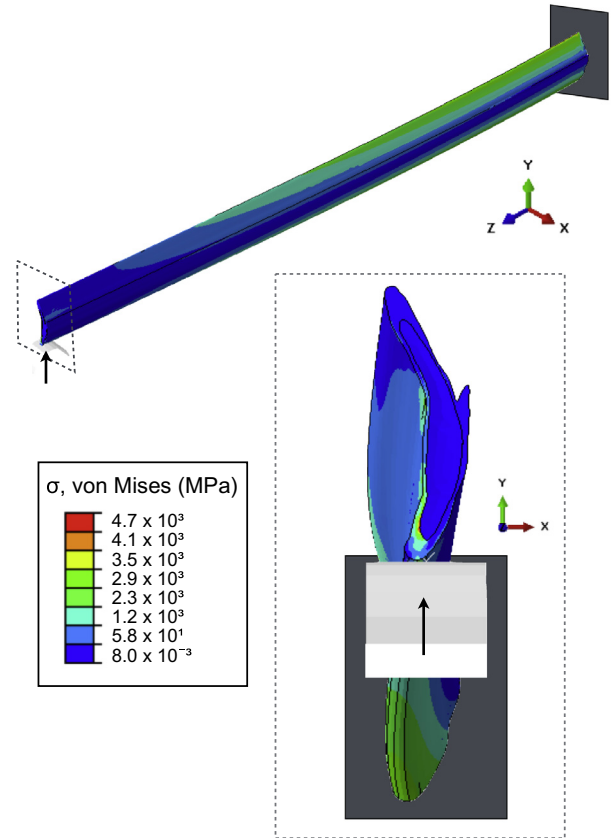 Y
Z
X
σ, von Mises (MPa)
4.7 x 10³
4.1 x 10³
3.5 x 10³
2.9 x 10³
2.3 x 10³
1.2 x 10³
5.8 x 10¹
8.0 x 10⁻³
Y
X